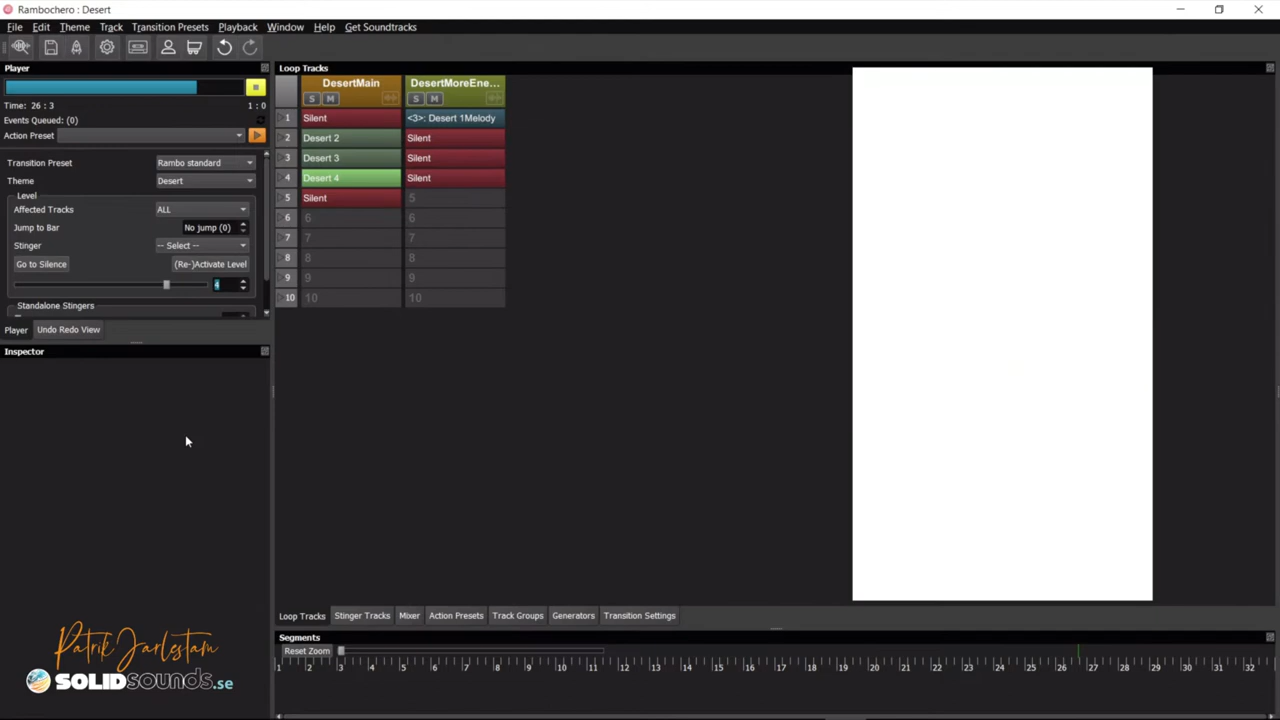 Rambochero : Desert
File Edit Theme Track Transition Presets Playback Window Help Get Soundtracks
Player
Time: 26 : 3 1 : 0
Events Queued: (0)
Action Preset
Transition Preset Rambo standard
Theme Desert
Level
Affected Tracks ALL
Jump to Bar No jump (0)
Stinger -- Select --
Go to Silence (Re-)Activate Level
4
Standalone Stingers
Player Undo Redo View
Inspector
Loop Tracks
DesertMain DesertMoreEne...
S M S M
1 Silent <3>: Desert 1Melody
2 Desert 2 Silent
3 Desert 3 Silent
4 Desert 4 Silent
5 Silent 5
6 6 6
7 7 7
8 8 8
9 9 9
10 10 10
Loop Tracks Stinger Tracks Mixer Action Presets Track Groups Generators Transition Settings
Segments
Reset Zoom
1 2 3 4 5 6 7 8 9 10 11 12 13 14 15 16 17 18 19 20 21 22 23 24 25 26 27 28 29 30 31 32
Patrik Jarlestam
SOLIDSOUNDS.se